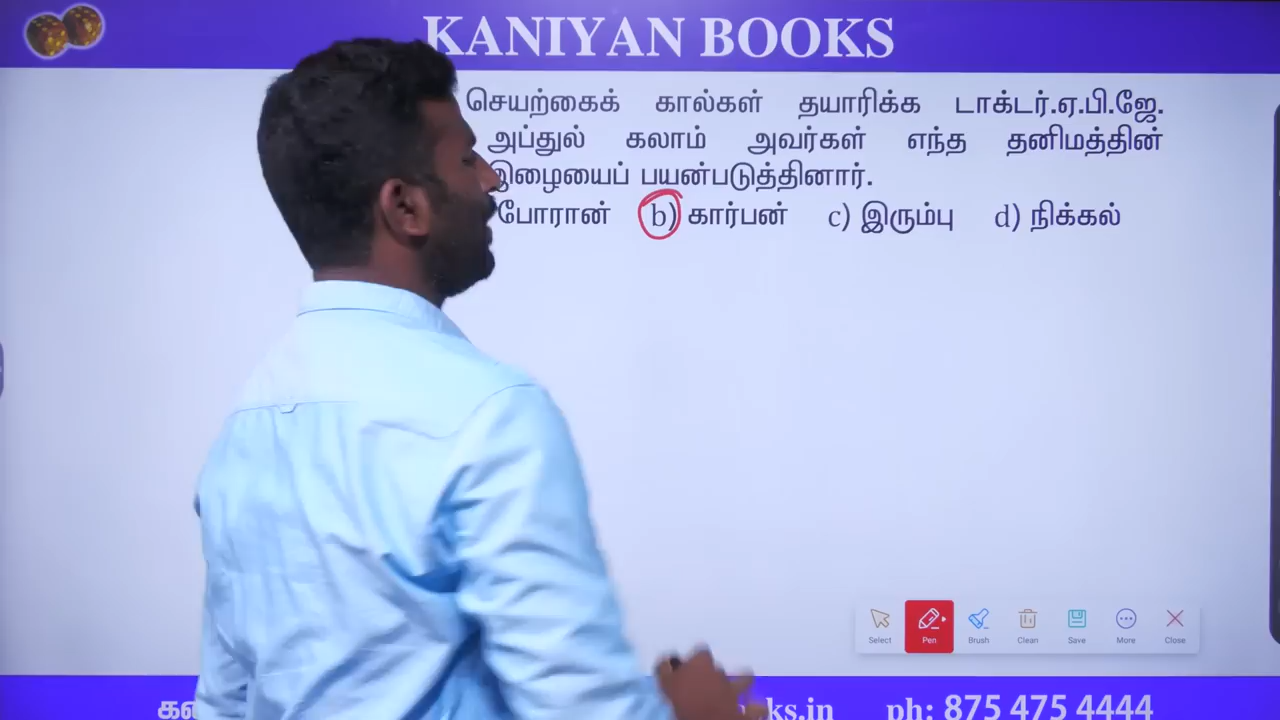 KANIYAN BOOKS
செயற்கைக் கால்கள் தயாரிக்க டாக்டர்.ஏ.பி.ஜே.
அப்துல் கலாம் அவர்கள் எந்த தனிமத்தின்
இழையைப் பயன்படுத்தினார்.
போரான் b) கார்பன் c) இரும்பு d) நிக்கல்
Select Pen Brush Clean Save More Close
ph: 875 475 4444